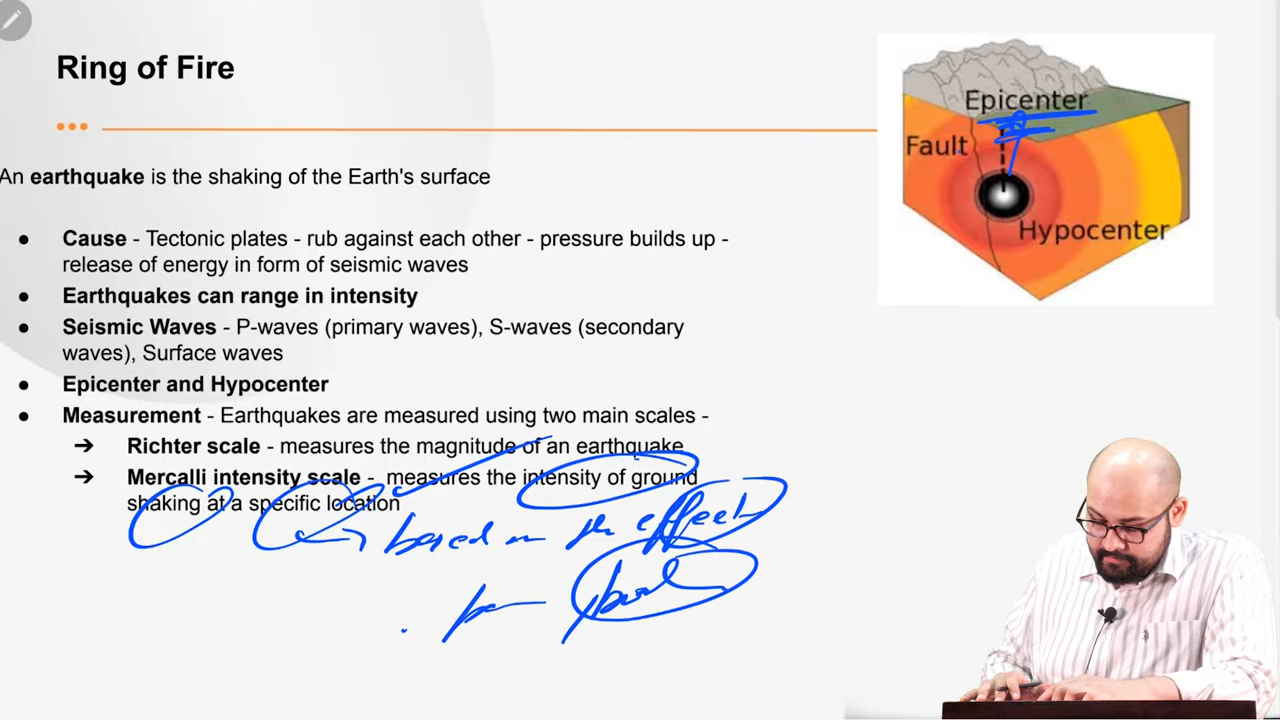 Ring of Fire
Epicenter
Fault
Hypocenter
An earthquake is the shaking of the Earth's surface
● Cause - Tectonic plates - rub against each other - pressure builds up -
release of energy in form of seismic waves
● Earthquakes can range in intensity
● Seismic Waves - P-waves (primary waves), S-waves (secondary
waves), Surface waves
● Epicenter and Hypocenter
● Measurement - Earthquakes are measured using two main scales -
➔ Richter scale - measures the magnitude of an earthquake
➔ Mercalli intensity scale - measures the intensity of ground
shaking at a specific location
based on the effect